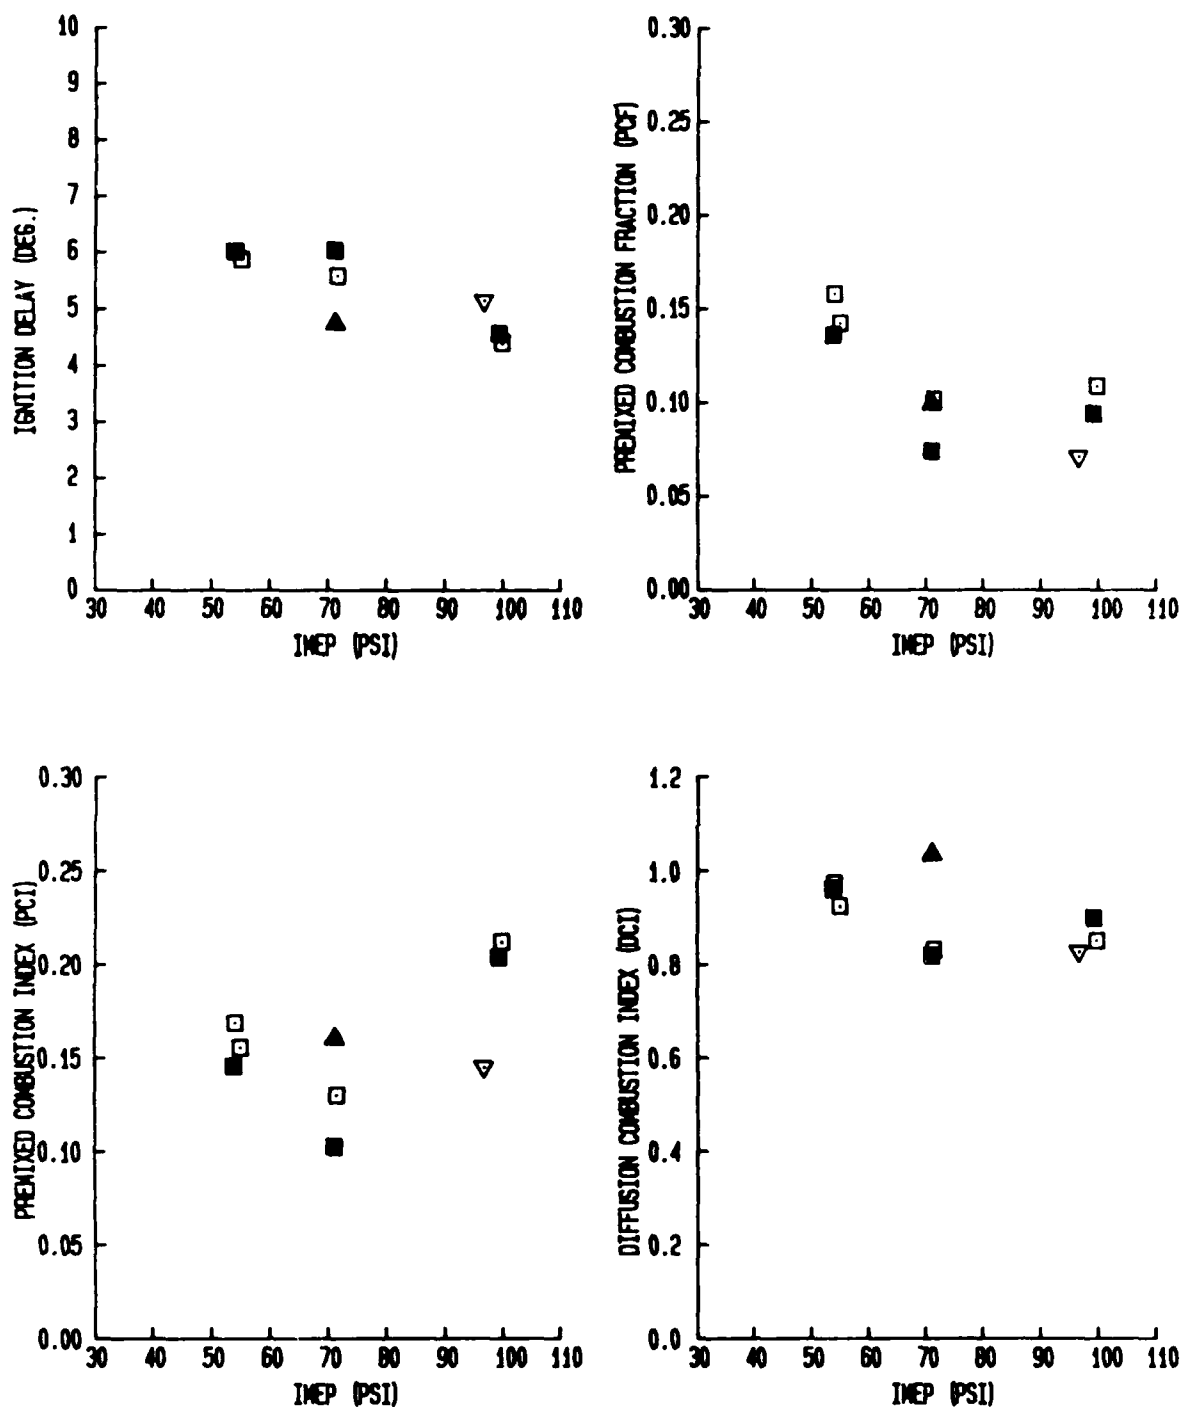 10
9
8
7
6
5
4
3
2
1
0
IGNITION DELAY (DEG.)
30 40 50 60 70 80 90 100 110
IMEP (PSI)
0.30
0.25
0.20
0.15
0.10
0.05
0.00
PREMIXED COMBUSTION FRACTION (PCF)
30 40 50 60 70 80 90 100 110
IMEP (PSI)
0.30
0.25
0.20
0.15
0.10
0.05
0.00
PREMIXED COMBUSTION INDEX (PCI)
30 40 50 60 70 80 90 100 110
IMEP (PSI)
1.2
1.0
0.8
0.6
0.4
0.2
0.0
DIFFUSION COMBUSTION INDEX (DCI)
30 40 50 60 70 80 90 100 110
IMEP (PSI)